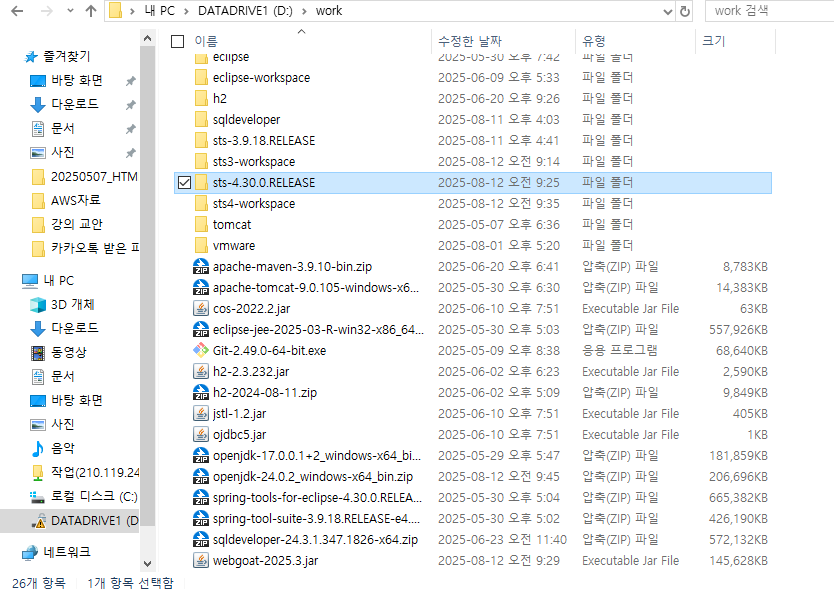 내 PC > DATADRIVE1 (D:) > work
work 검색
이름 수정한 날짜 유형 크기
즐겨찾기
바탕 화면
다운로드
문서
사진
20250507_HTM
AWS자료
강의 교안
카카오톡 받은 파
내 PC
3D 개체
다운로드
동영상
문서
바탕 화면
사진
음악
작업(210.119.24
로컬 디스크 (C:)
DATADRIVE1 (D
네트워크
eclipse 2025-05-30 오후 7:42 파일 폴더
eclipse-workspace 2025-06-09 오후 5:33 파일 폴더
h2 2025-06-20 오후 9:26 파일 폴더
sqldeveloper 2025-08-11 오후 4:03 파일 폴더
sts-3.9.18.RELEASE 2025-08-11 오후 4:41 파일 폴더
sts3-workspace 2025-08-12 오전 9:14 파일 폴더
sts-4.30.0.RELEASE 2025-08-12 오전 9:25 파일 폴더
sts4-workspace 2025-08-12 오전 9:35 파일 폴더
tomcat 2025-05-07 오후 6:36 파일 폴더
vmware 2025-08-01 오후 5:20 파일 폴더
apache-maven-3.9.10-bin.zip 2025-06-20 오후 6:41 압축(ZIP) 파일 8,783KB
apache-tomcat-9.0.105-windows-x6... 2025-05-30 오후 6:30 압축(ZIP) 파일 14,383KB
cos-2022.2.jar 2025-06-10 오후 7:51 Executable Jar File 63KB
eclipse-jee-2025-03-R-win32-x86_64... 2025-05-30 오후 5:03 압축(ZIP) 파일 557,926KB
Git-2.49.0-64-bit.exe 2025-05-09 오후 8:38 응용 프로그램 68,640KB
h2-2.3.232.jar 2025-06-02 오후 6:23 Executable Jar File 2,590KB
h2-2024-08-11.zip 2025-06-02 오후 5:09 압축(ZIP) 파일 9,849KB
jstl-1.2.jar 2025-06-10 오후 7:51 Executable Jar File 405KB
ojdbc5.jar 2025-06-10 오후 7:51 Executable Jar File 1KB
openjdk-17.0.0.1+2_windows-x64_bi... 2025-05-29 오후 5:47 압축(ZIP) 파일 181,859KB
openjdk-24.0.2_windows-x64_bin.zip 2025-08-12 오전 9:45 압축(ZIP) 파일 206,696KB
spring-tools-for-eclipse-4.30.0.RELEA... 2025-05-30 오후 5:04 압축(ZIP) 파일 665,382KB
spring-tool-suite-3.9.18.RELEASE-e4.... 2025-05-30 오후 5:02 압축(ZIP) 파일 426,190KB
sqldeveloper-24.3.1.347.1826-x64.zip 2025-06-23 오전 11:40 압축(ZIP) 파일 572,132KB
webgoat-2025.3.jar 2025-08-12 오전 9:29 Executable Jar File 145,628KB
26개 항목 1개 항목 선택함